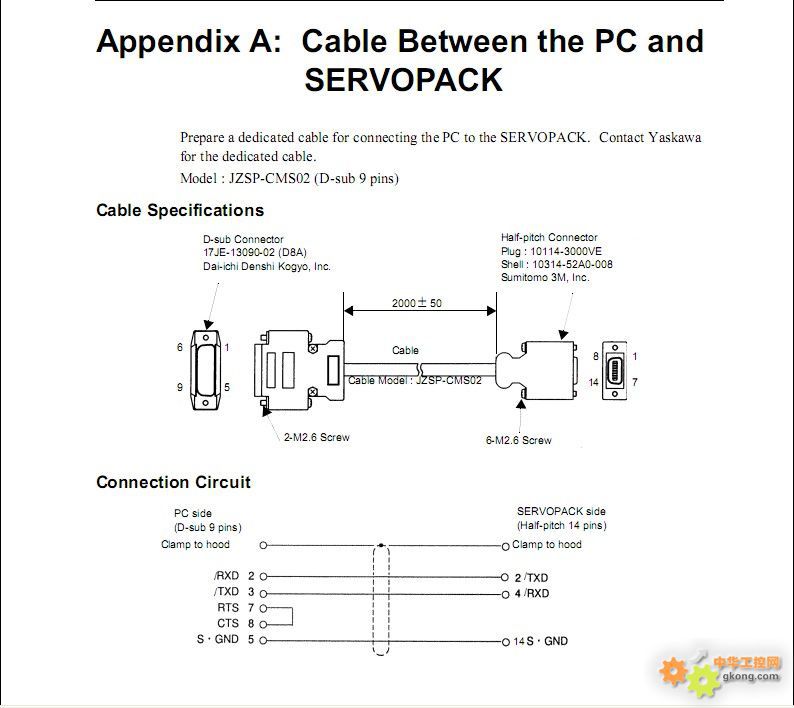 Appendix A: Cable Between the PC and
SERVOPACK
Prepare a dedicated cable for connecting the PC to the SERVOPACK. Contact Yaskawa
for the dedicated cable.
Model : JZSP-CMS02 (D-sub 9 pins)
Cable Specifications
D-sub Connector
17JE-13090-02 (D8A)
Dai-ichi Denshi Kogyo, Inc.
Half-pitch Connector
Plug : 10114-3000VE
Shell : 10314-52A0-008
Sumitomo 3M, Inc.
2000 ± 50
6
1
9
5
Cable
Cable Model : JZSP-CMS02
8
1
14
7
2-M2.6 Screw
6-M2.6 Screw
Connection Circuit
PC side
(D-sub 9 pins)
SERVOPACK side
(Half-pitch 14 pins)
Clamp to hood
Clamp to hood
/RXD 2
2 /TXD
/TXD 3
4 /RXD
RTS 7
CTS 8
S・GND 5
14 S・GND
中华工控网
gkong.com